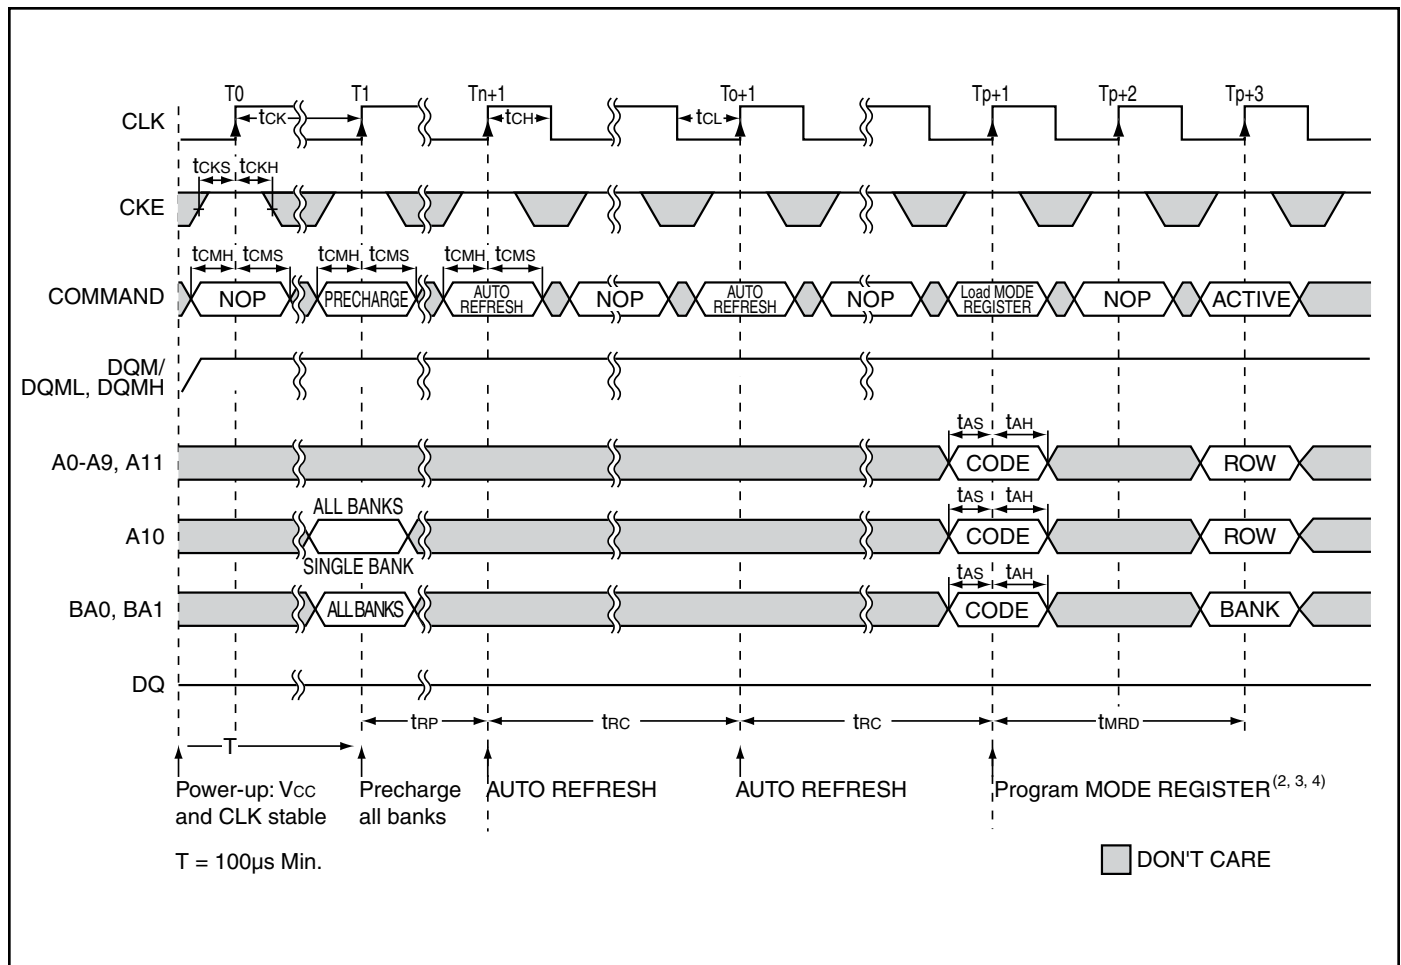 T0 T1 Tn+1 To+1 Tp+1 Tp+2 Tp+3
CLK tCK tCH tCL
tCKS tCKH
CKE
tCMH tCMS tCMH tCMS tCMH tCMS
COMMAND NOP PRECHARGE AUTO REFRESH NOP AUTO REFRESH NOP Load MODE REGISTER NOP ACTIVE
DQM/
DQML, DQMH
tAS tAH
A0-A9, A11 CODE ROW
ALL BANKS tAS tAH
A10 CODE ROW
SINGLE BANK tAS tAH
BA0, BA1 ALL BANKS CODE BANK
DQ
tRP tRC tRC tMRD
T
Power-up: VCC Precharge AUTO REFRESH AUTO REFRESH Program MODE REGISTER(2, 3, 4)
and CLK stable all banks
T = 100µs Min. DON'T CARE